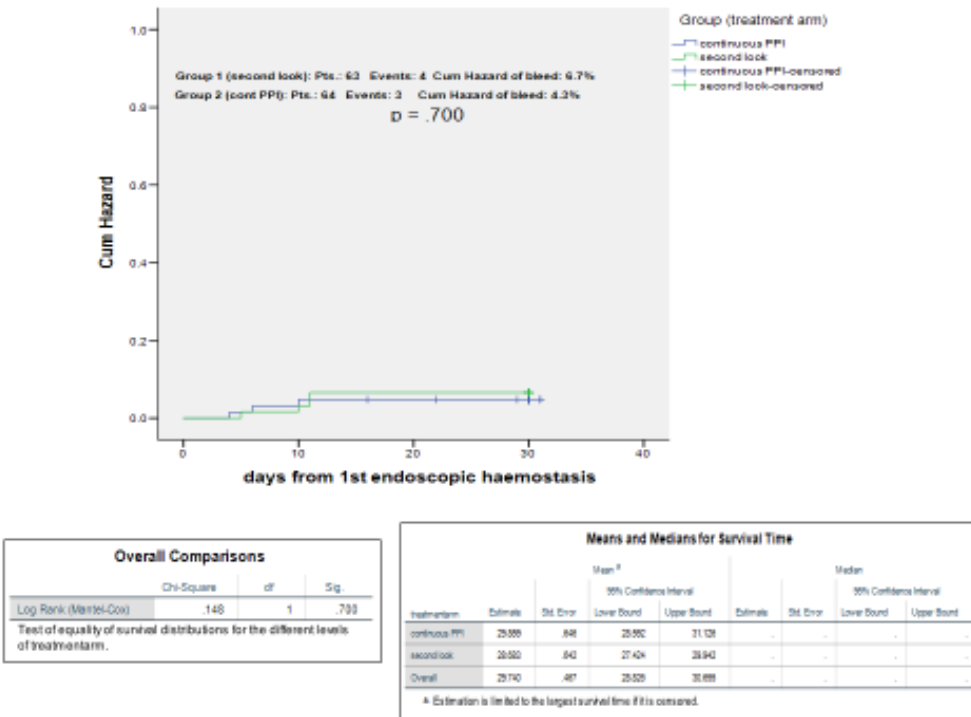 Group (treatment arm)
continuous PPI
second look
continuous PPI-censored
second look-censored
1.0
Group 1 (second look): Pts.: 63 Events: 4 Cum Hazard of bleed: 6.7%
Group 2 (cont PPI): Pts.: 64 Events: 3 Cum Hazard of bleed: 4.3%
p = .700
0.8
0.6
Cum Hazard
0.4
0.2
0.0
0 10 20 30 40
days from 1st endoscopic haemostasis
Overall Comparisons
Chi-Square df Sig.
Log Rank (Mantel-Cox) .148 1 .700
Test of equality of survival distributions for the different levels
of treatmentarm.
Means and Medians for Survival Time
Mean a Median
95% Confidence Interval 95% Confidence Interval
treatmentarm Estimate Std. Error Lower Bound Upper Bound Estimate Std. Error Lower Bound Upper Bound
continuous PPI 31.126 . . . .
second look 27.424 . . . .
Overall .467 . . . .
a. Estimation is limited to the largest survival time if it is censored.